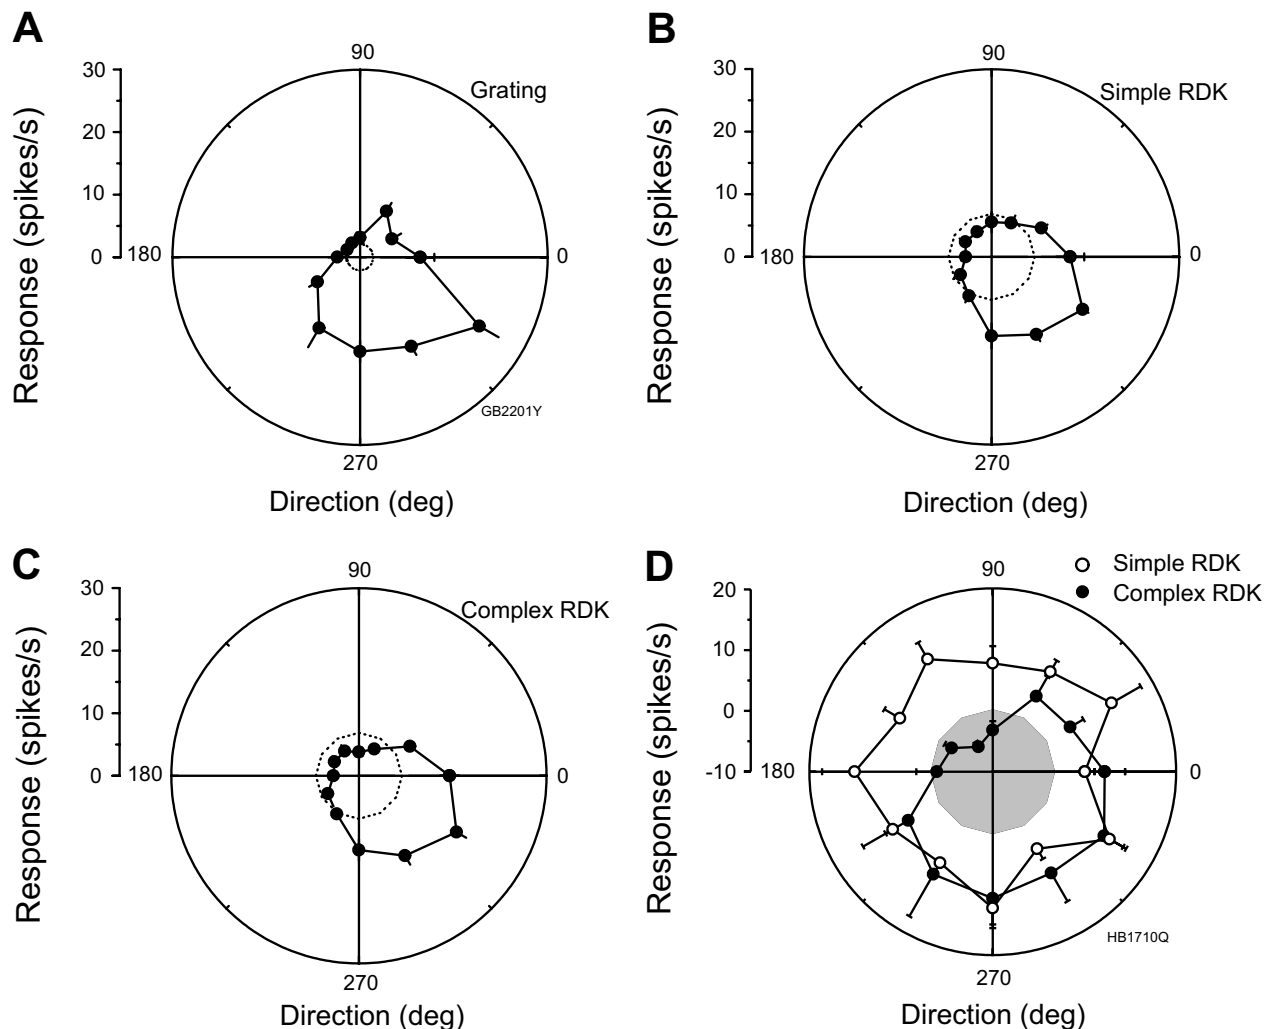 A
90
Grating
30
20
10
0
180
0
Response (spikes/s)
GB2201Y
270
Direction (deg)
B
90
Simple RDK
30
20
10
0
180
0
Response (spikes/s)
270
Direction (deg)
C
90
Complex RDK
30
20
10
0
180
0
Response (spikes/s)
270
Direction (deg)
D
90
Simple RDK
Complex RDK
20
10
0
-10
180
0
Response (spikes/s)
HB1710Q
270
Direction (deg)